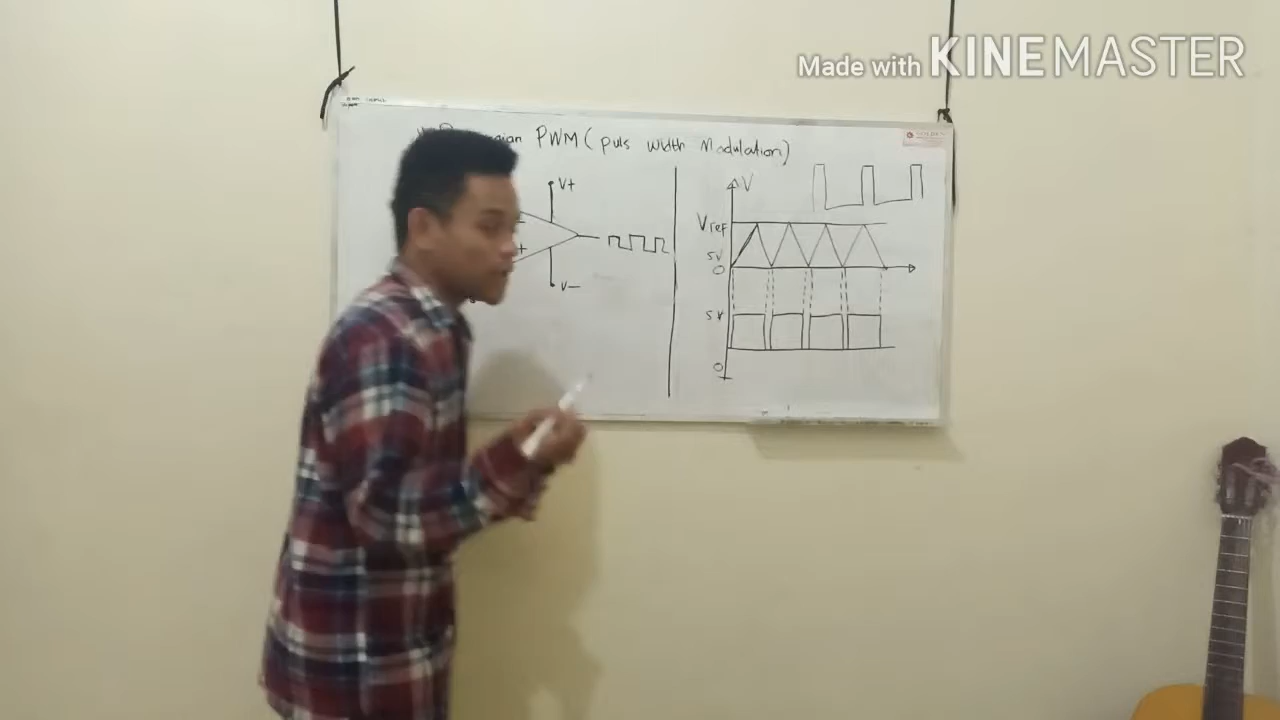 Made with KINEMASTER
PWM ( puls width Modulation)
V+
+
V-
V
Vref
5V
0
5V
0